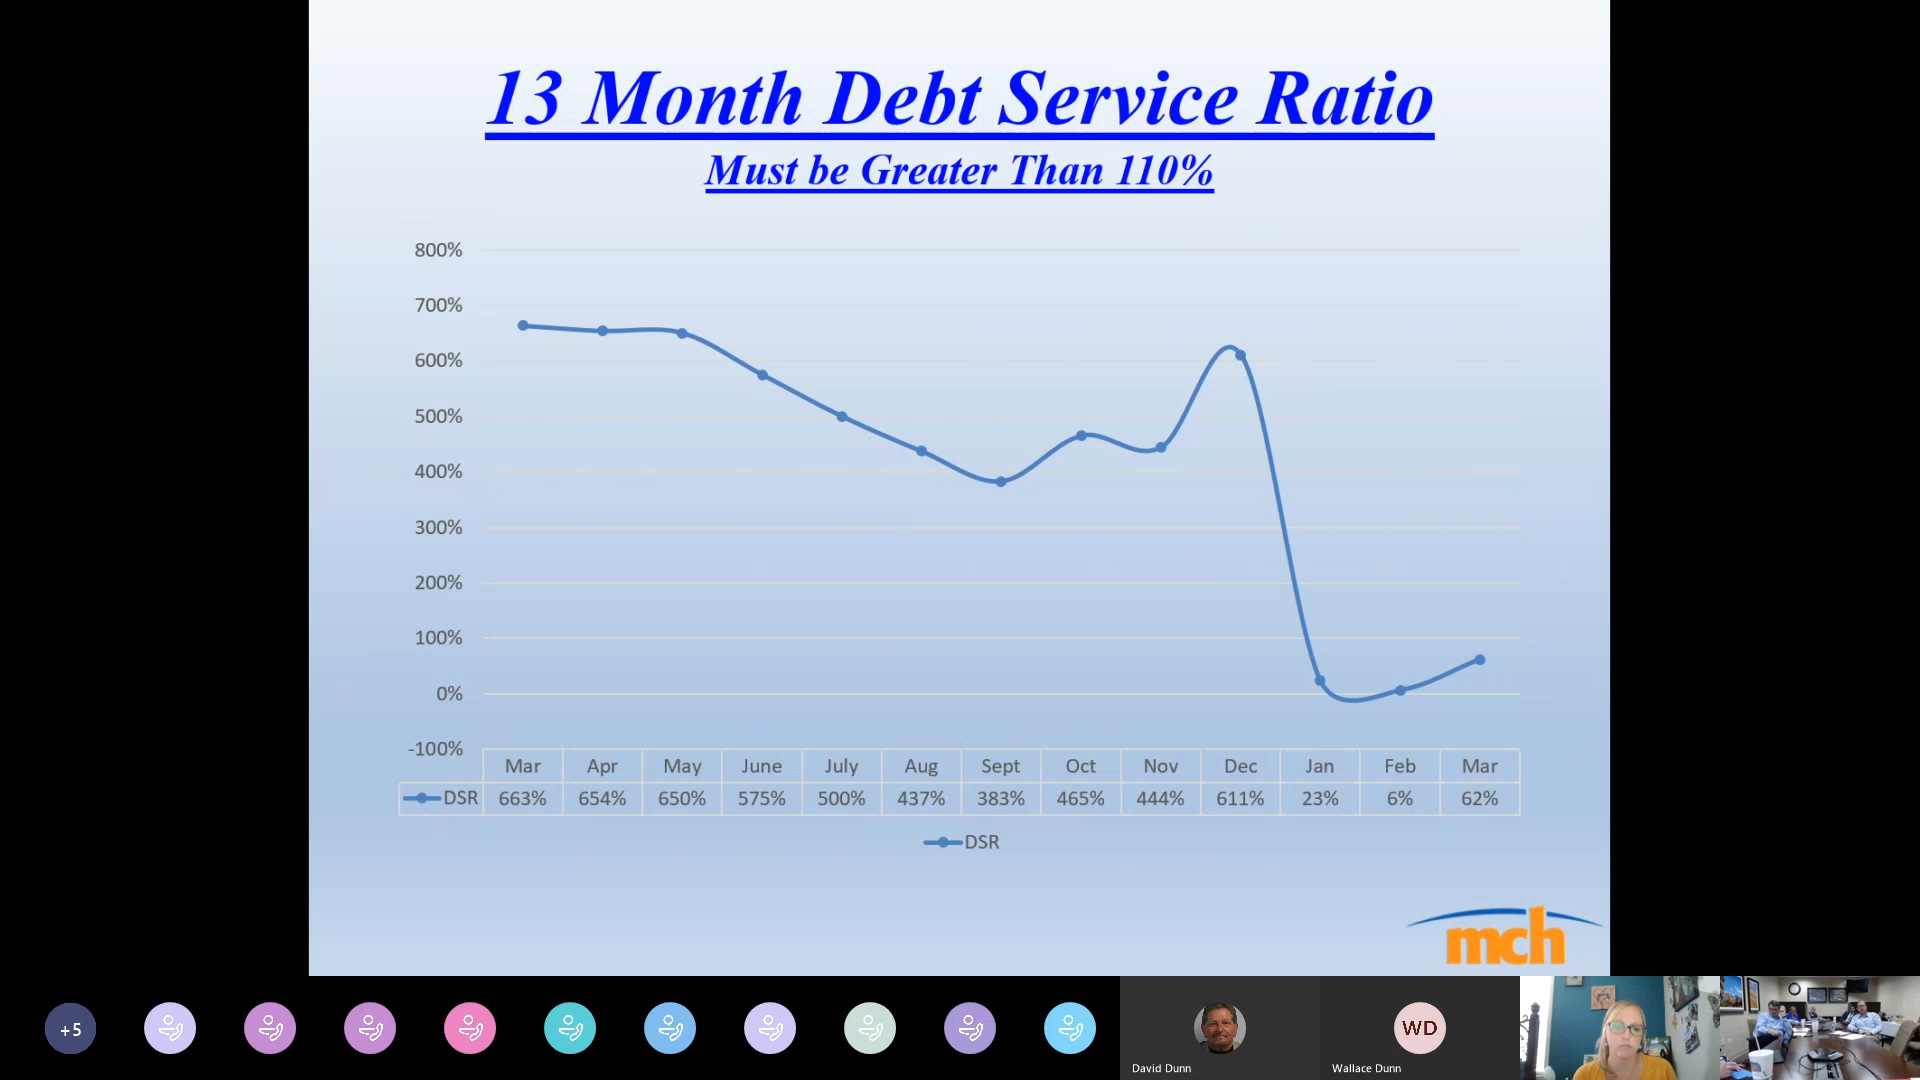 13 Month Debt Service Ratio
Must be Greater Than 110%
800%
700%
600%
500%
400%
300%
200%
100%
0%
-100%
Mar Apr May June July Aug Sept Oct Nov Dec Jan Feb Mar
DSR 663% 654% 650% 575% 500% 437% 383% 465% 444% 611% 23% 6% 62%
DSR
mch
+5
WD
David Dunn
Wallace Dunn